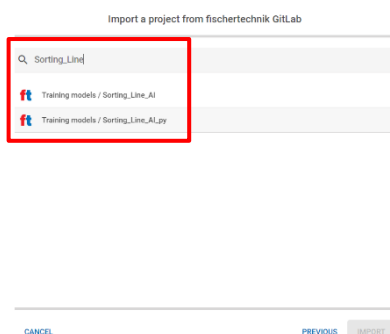 Import a project from fischertechnik GitLab
Sorting_Line
ft Training models / Sorting_Line_AI
ft Training models / Sorting_Line_AI_py
CANCEL PREVIOUS IMPORT